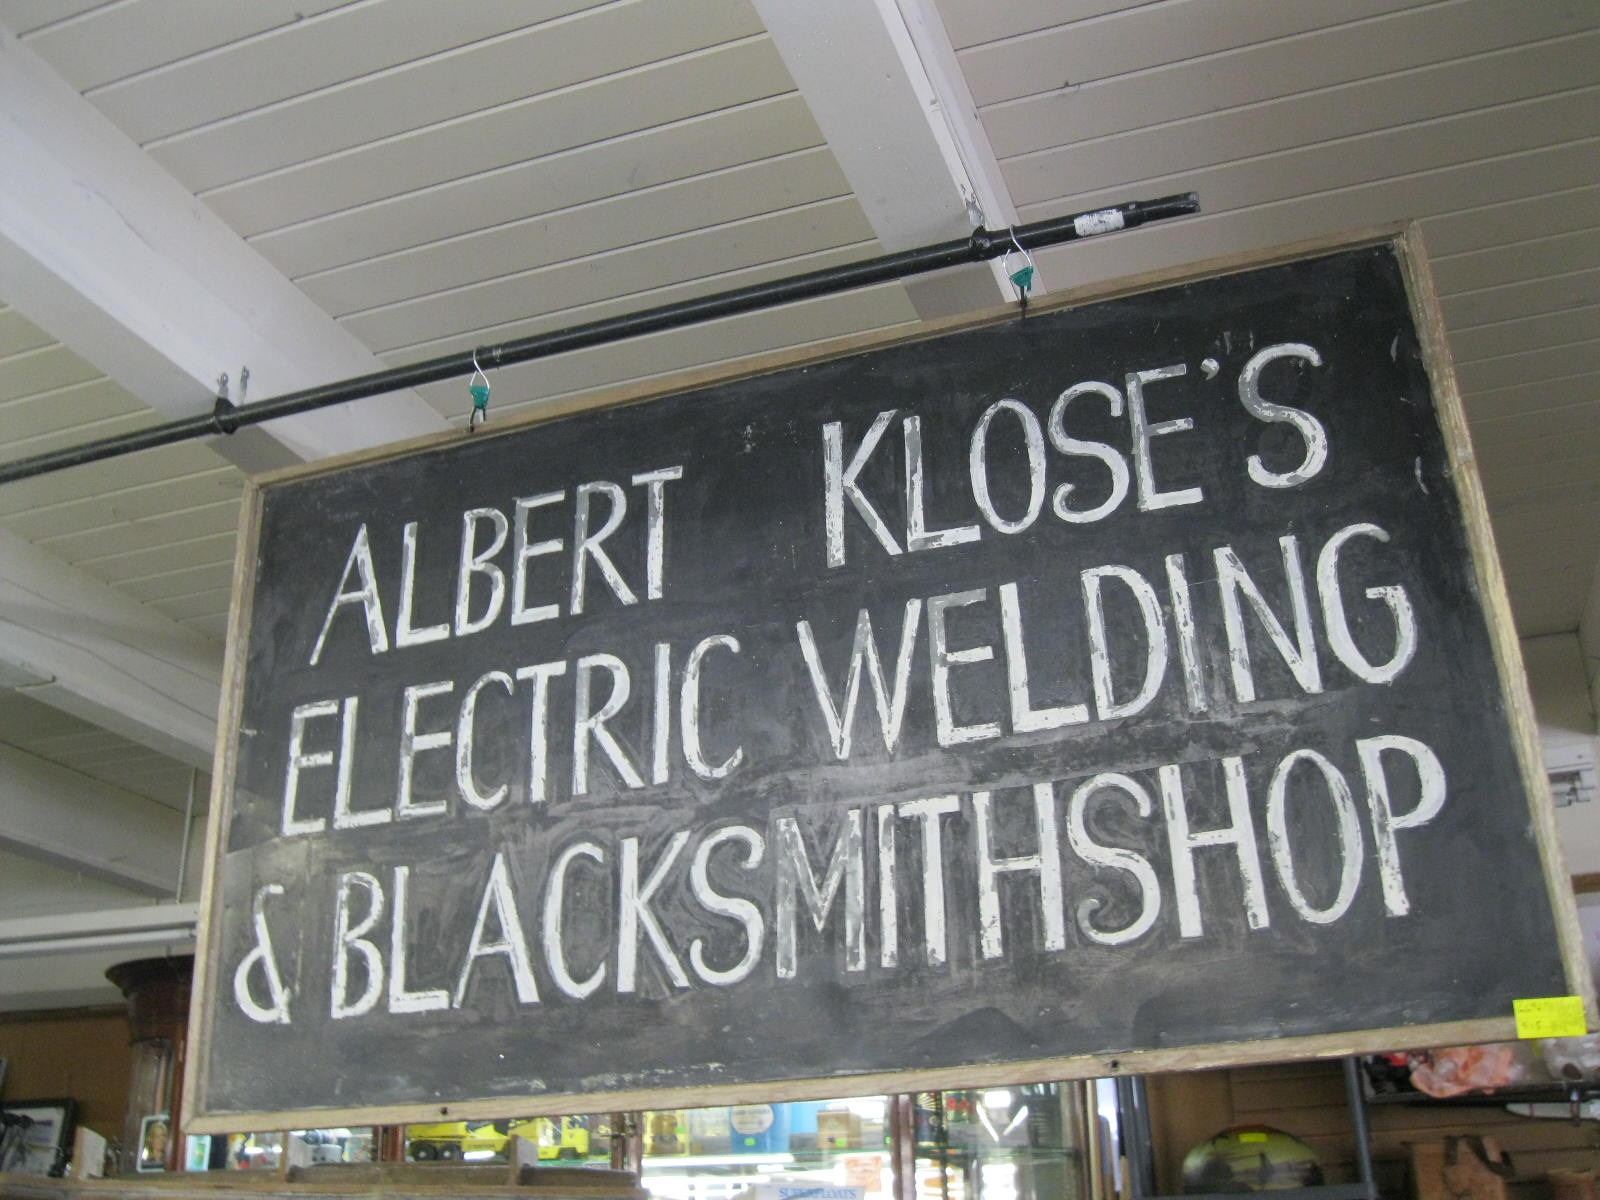 ALBERT KLOSE'S
ELECTRIC WELDING
& BLACKSMITHSHOP